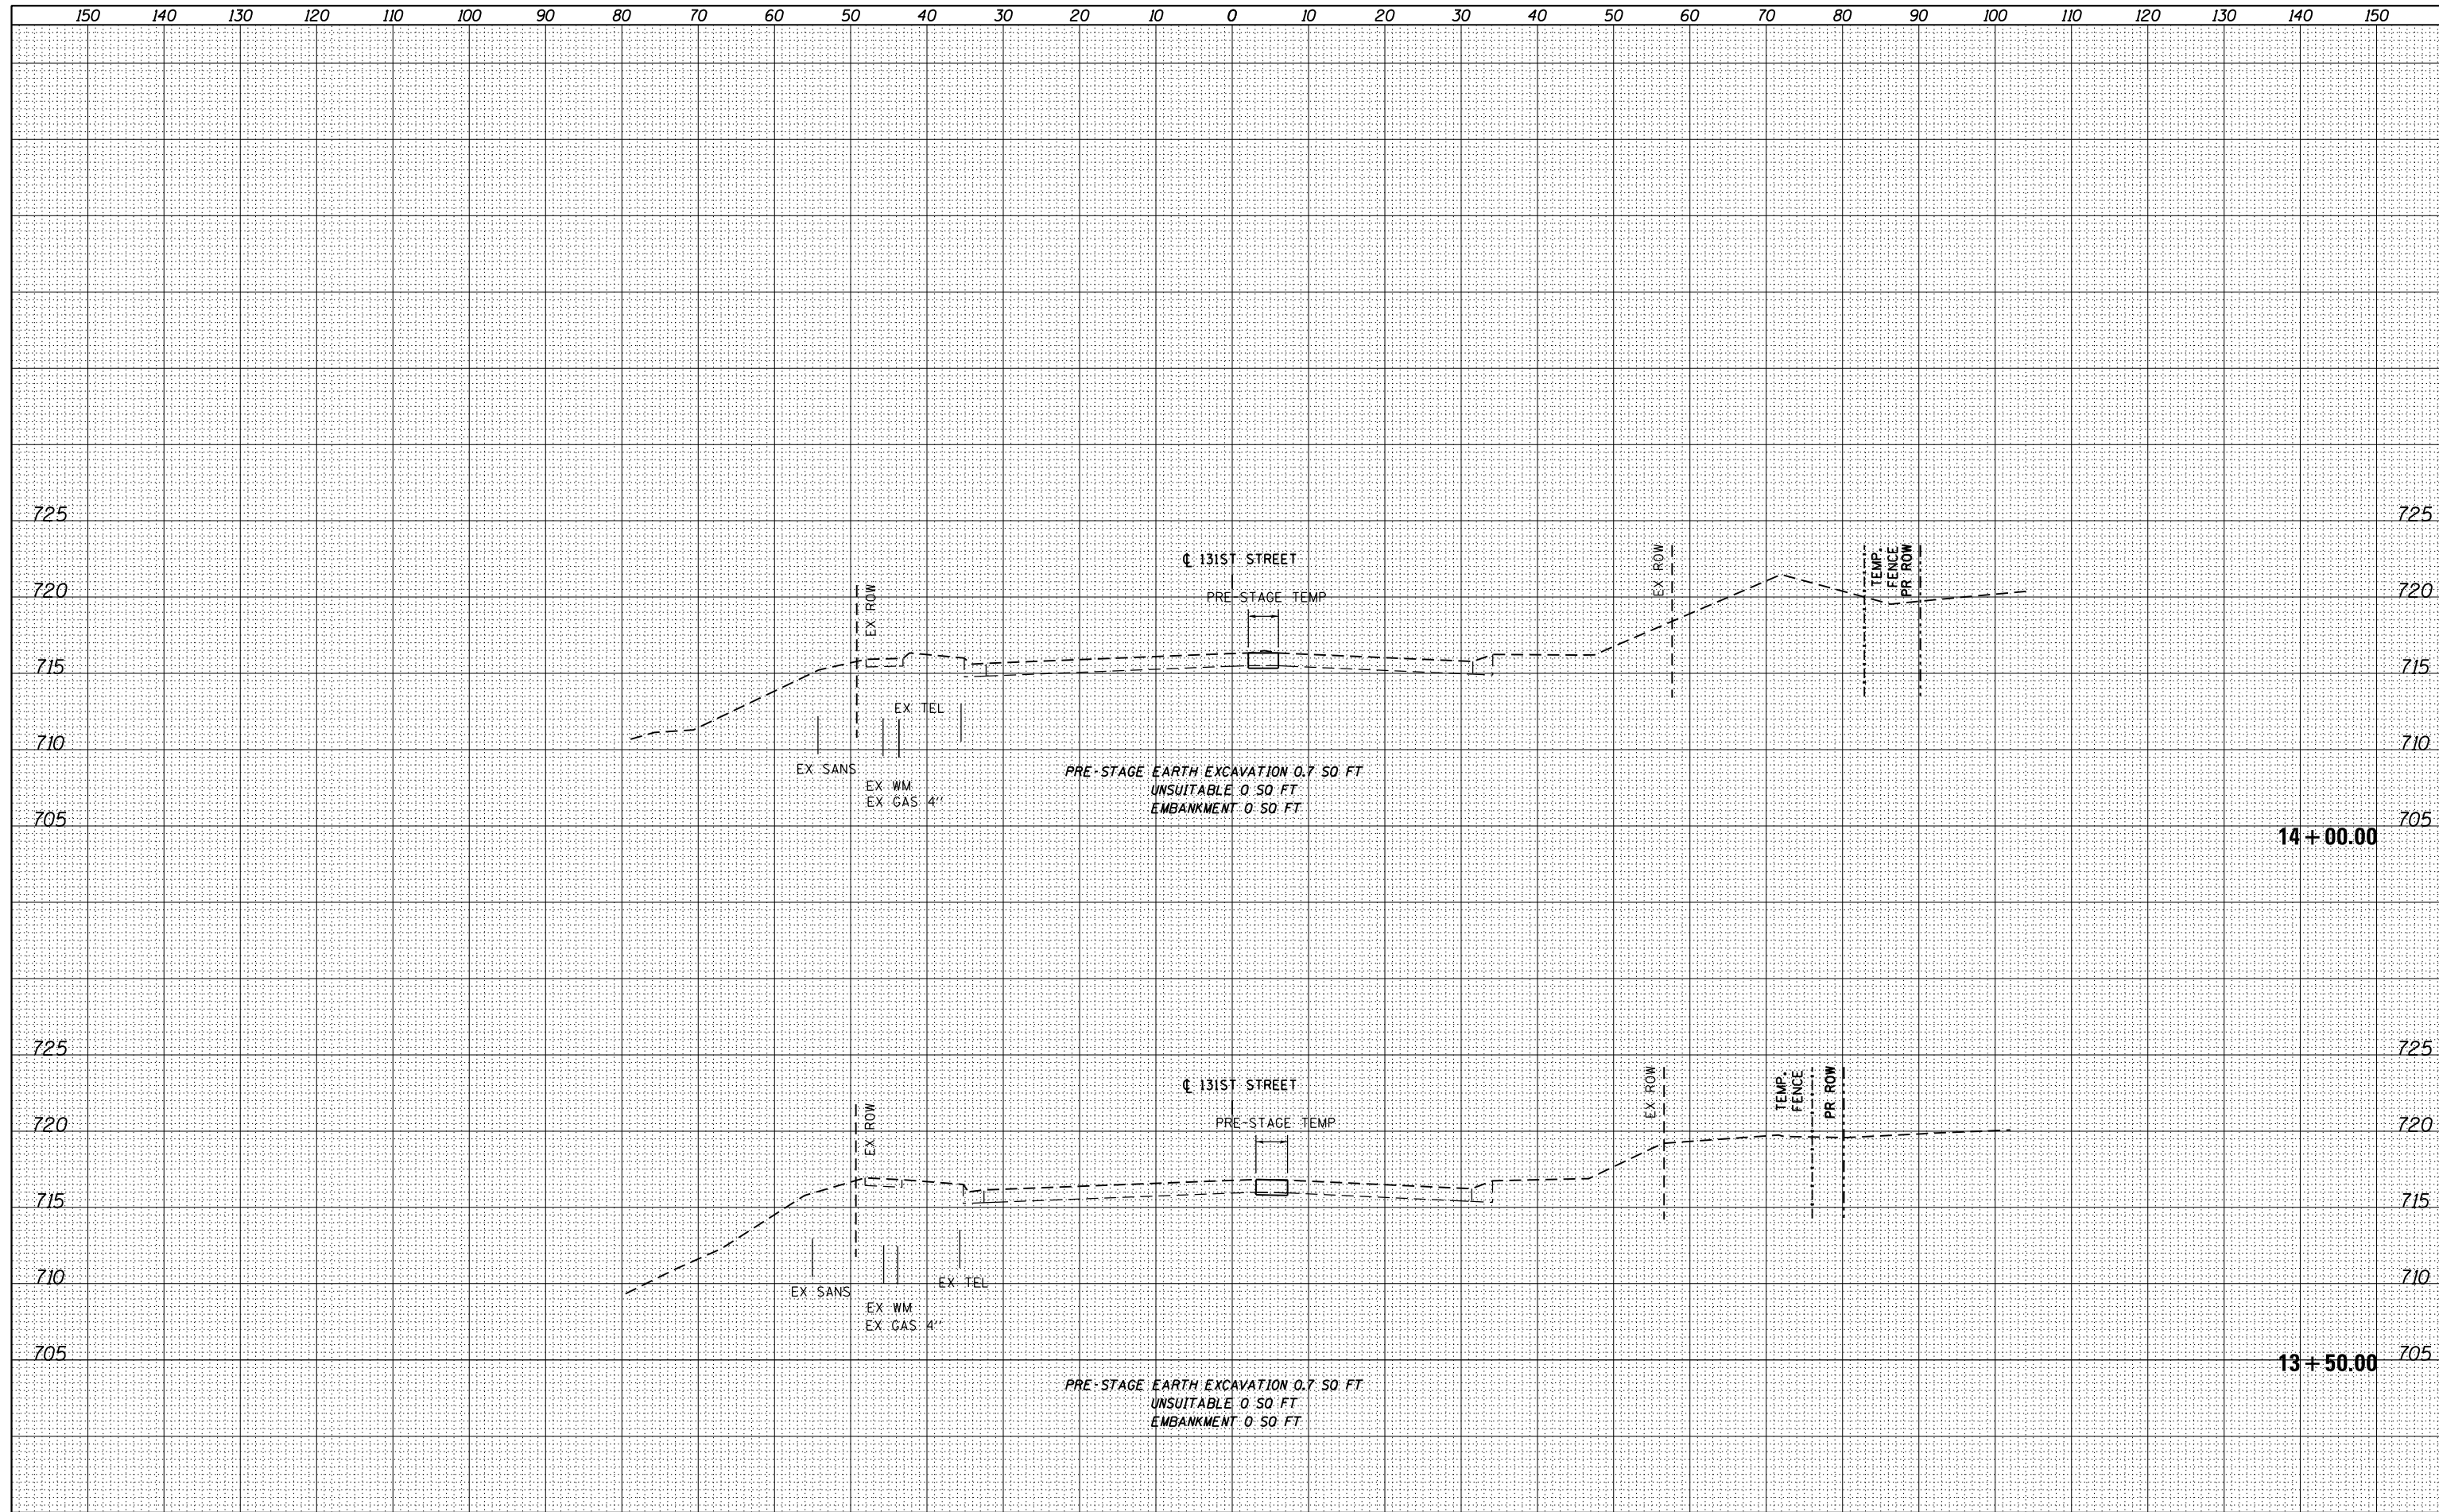 150 140 130 120 110 100 90 80 70 60 50 40 30 20 10 0 10 20 30 40 50 60 70 80 90 100 110 120 130 140 150
725 725
℄ 131ST STREET
EX ROW
TEMP.
FENCE
PR ROW
720 720
EX ROW
PRE-STAGE TEMP
715 715
EX TEL
710 710
EX SANS
PRE-STAGE EARTH EXCAVATION 0.7 SQ FT
EX WM
UNSUITABLE 0 SQ FT
EX GAS 4''
EMBANKMENT 0 SQ FT
705 705
14+00.00
725 725
℄ 131ST STREET
EX ROW
TEMP.
FENCE
PR ROW
720 720
EX ROW
PRE-STAGE TEMP
715 715
710 710
EX TEL
EX SANS
EX WM
EX GAS 4''
705 705
13+50.00
PRE-STAGE EARTH EXCAVATION 0.7 SQ FT
UNSUITABLE 0 SQ FT
EMBANKMENT 0 SQ FT